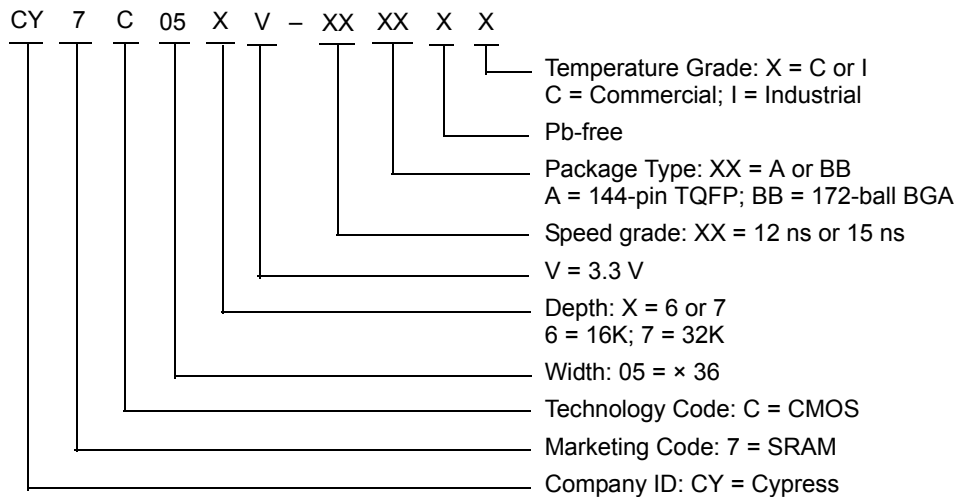 CY 7 C 05 X V – XX XX X X
Temperature Grade: X = C or I
C = Commercial; I = Industrial
Pb-free
Package Type: XX = A or BB
A = 144-pin TQFP; BB = 172-ball BGA
Speed grade: XX = 12 ns or 15 ns
V = 3.3 V
Depth: X = 6 or 7
6 = 16K; 7 = 32K
Width: 05 = × 36
Technology Code: C = CMOS
Marketing Code: 7 = SRAM
Company ID: CY = Cypress